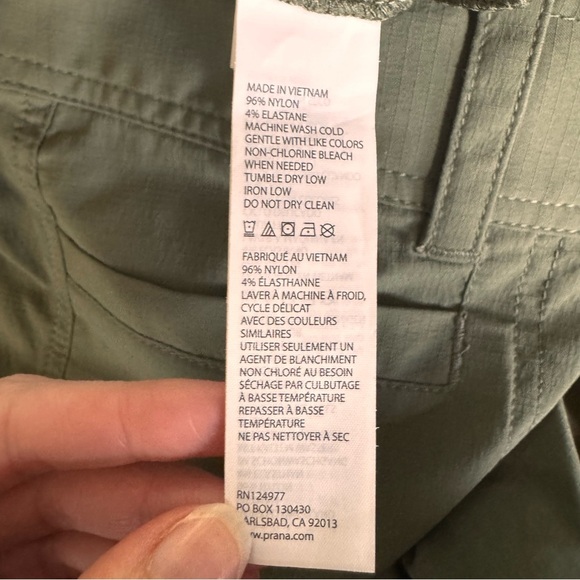 MADE IN VIETNAM
96% NYLON
4% ELASTANE
MACHINE WASH COLD
GENTLE WITH LIKE COLORS
NON-CHLORINE BLEACH
WHEN NEEDED
TUMBLE DRY LOW
IRON LOW
DO NOT DRY CLEAN
FABRIQUÉ AU VIETNAM
96% NYLON
4% ÉLASTHANNE
LAVER À MACHINE À FROID,
CYCLE DÉLICAT
AVEC DES COULEURS
SIMILAIRES
UTILISER SEULEMENT UN
AGENT DE BLANCHIMENT
NON CHLORÉ AU BESOIN
SÉCHAGE PAR CULBUTAGE
À BASSE TEMPÉRATURE
REPASSER À BASSE
TEMPÉRATURE
NE PAS NETTOYER À SEC
RN124977
PO BOX 130430
CARLSBAD, CA 92013
www.prana.com